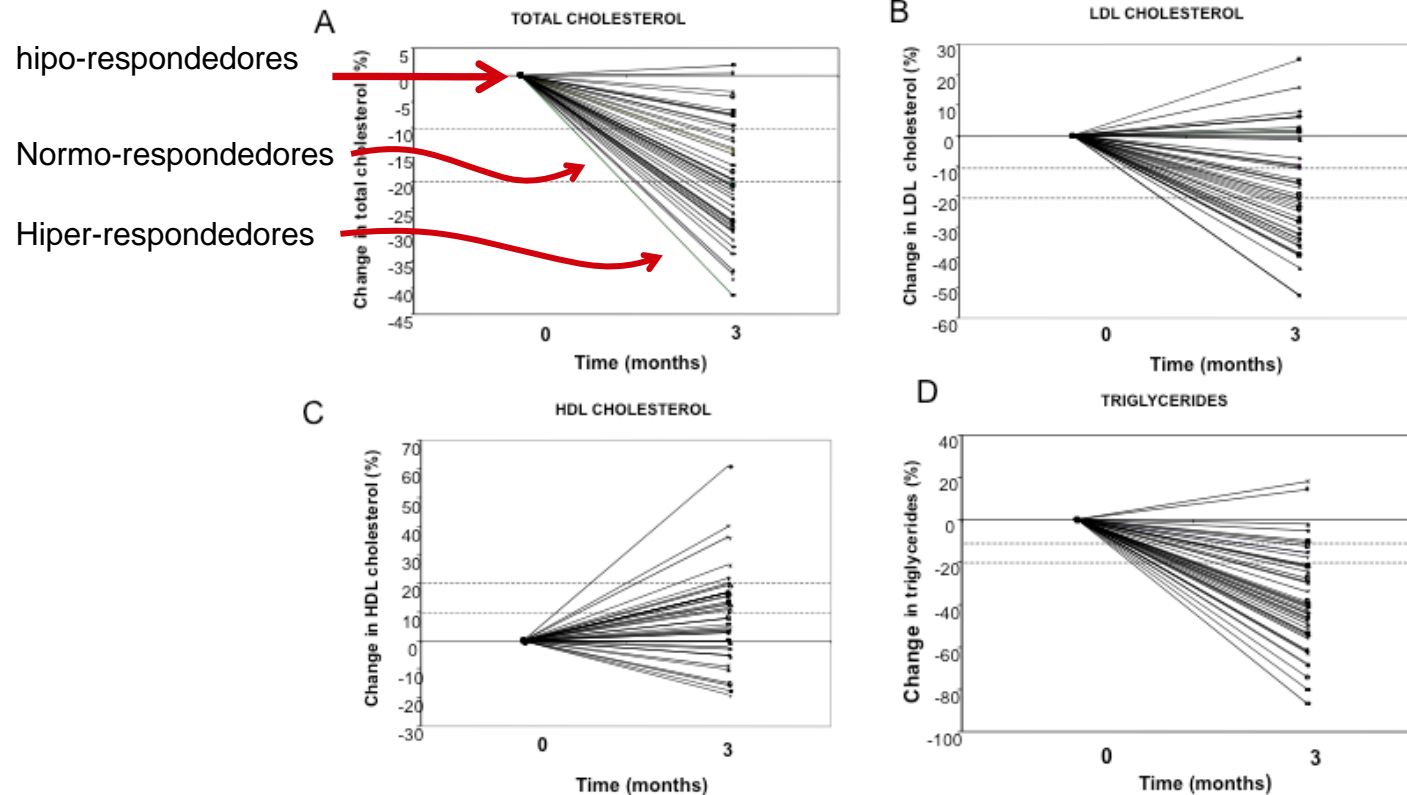 hipo-respondedores
Normo-respondedores
Hiper-respondedores
A
TOTAL CHOLESTEROL
Change in total cholesterol (%)
5
0
-5
-10
-15
-20
-25
-30
-35
-40
-45
0
3
Time (months)
B
LDL CHOLESTEROL
Change in LDL cholesterol (%)
30
20
10
0
-10
-20
-30
-40
-50
-60
0
3
Time (months)
C
HDL CHOLESTEROL
Change in HDL cholesterol (%)
70
60
50
40
30
20
10
0
-10
-20
-30
0
3
Time (months)
D
TRIGLYCERIDES
Change in triglycerides (%)
40
20
0
-20
-40
-60
-80
-100
0
3
Time (months)